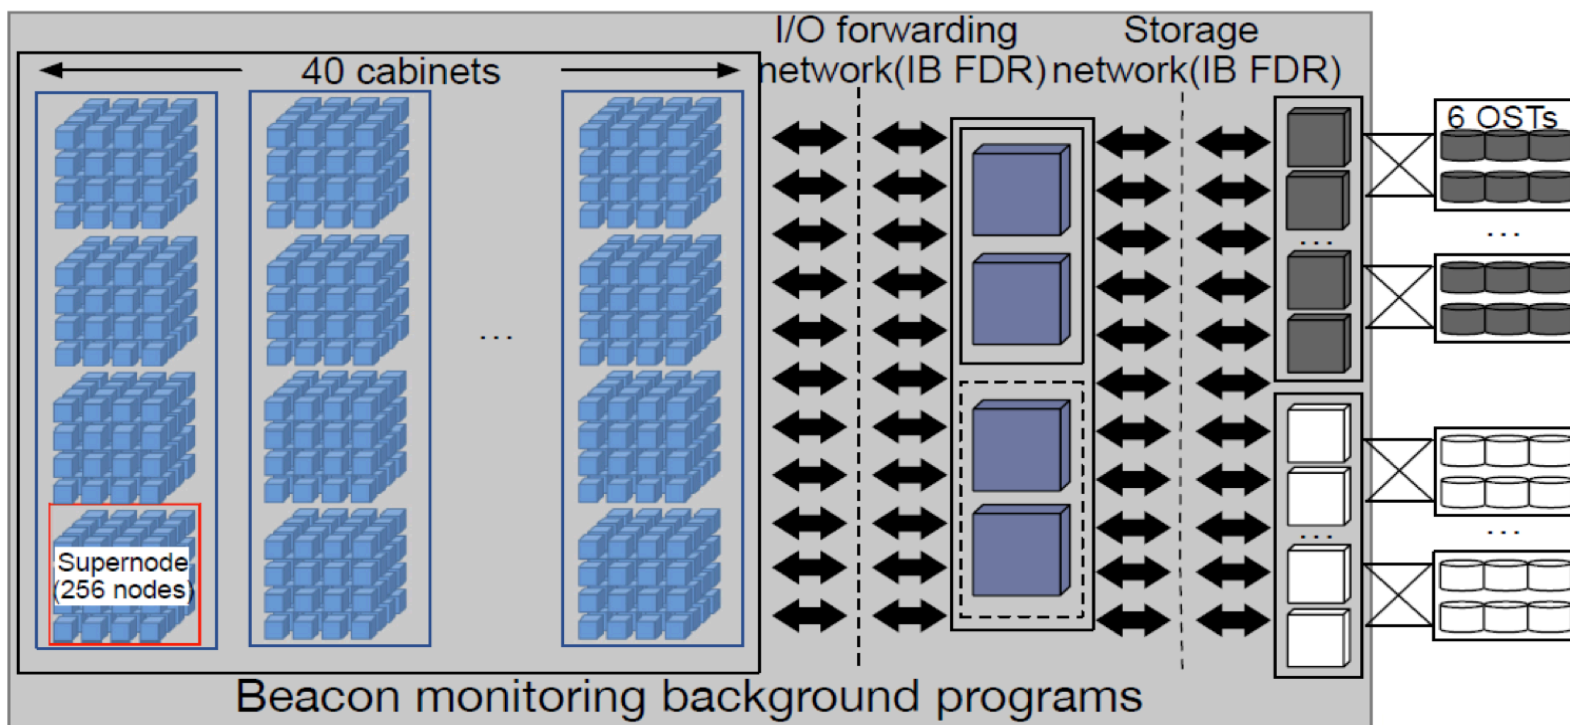 I/O forwarding
network(IB FDR)
Storage
network(IB FDR)
40 cabinets
6 OSTs
...
...
...
...
...
Supernode
(256 nodes)
Beacon monitoring background programs